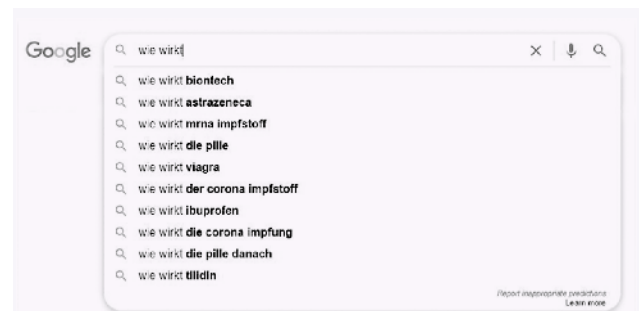 Google wie wirkt
wie wirkt biontech
wie wirkt astrazeneca
wie wirkt mrna impfstoff
wie wirkt die pille
wie wirkt viagra
wie wirkt der corona impfstoff
wie wirkt ibuprofen
wie wirkt die corona impfung
wie wirkt die pille danach
wie wirkt tilidin
Report inappropriate predictions
Learn more